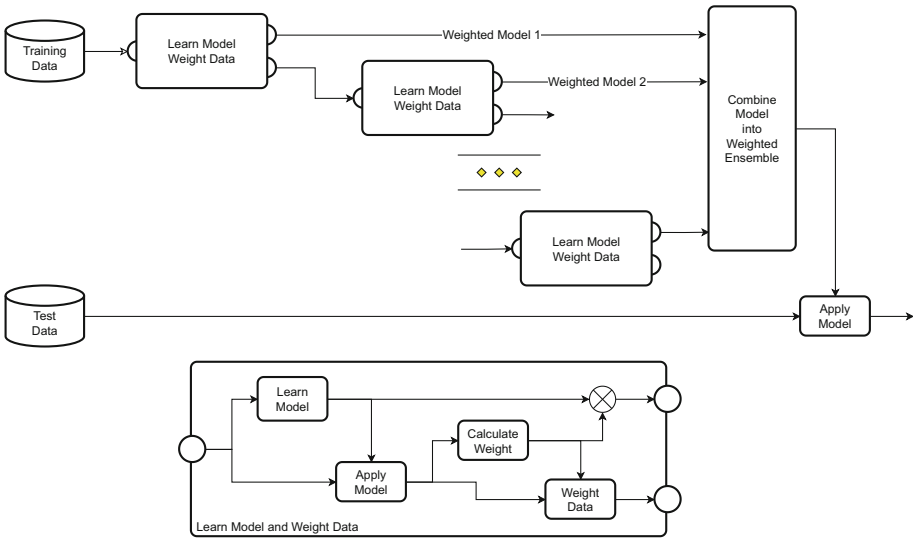 Training
Data
Learn Model
Weight Data
Weighted Model 1
Learn Model
Weight Data
Weighted Model 2
Combine
Model
into
Weighted
Ensemble
Learn Model
Weight Data
Test
Data
Apply
Model
Learn
Model
Calculate
Weight
Apply
Model
Weight
Data
Learn Model and Weight Data